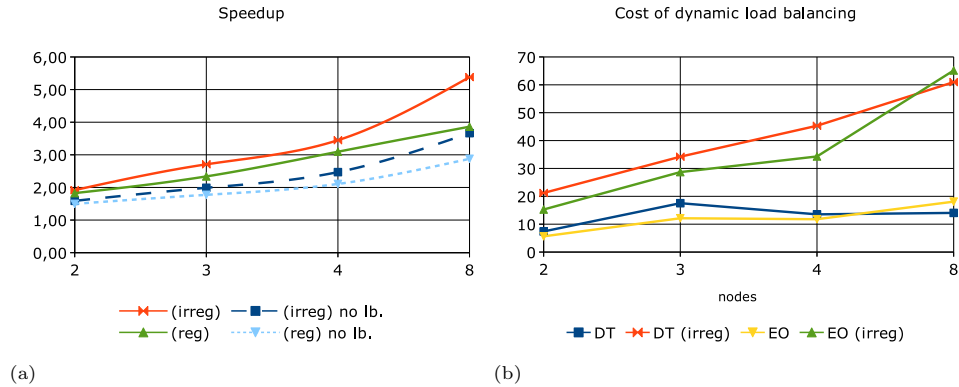 Speedup
6,00
5,00
4,00
3,00
2,00
1,00
0,00
2 3 4 8
(irreg) (irreg) no lb.
(reg) (reg) no lb.
(a)
Cost of dynamic load balancing
70
60
50
40
30
20
10
0
2 3 4 8
nodes
DT DT (irreg) EO EO (irreg)
(b)